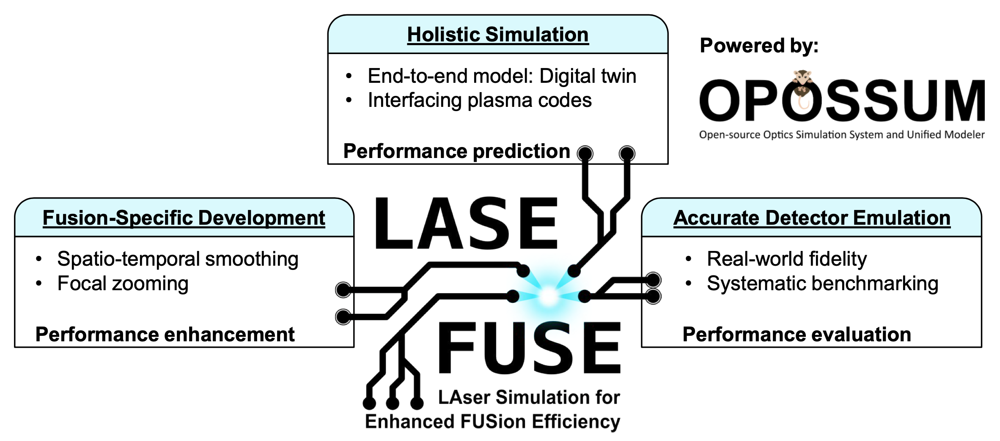 Holistic Simulation
• End-to-end model: Digital twin
• Interfacing plasma codes
Performance prediction
Powered by:
OPOSSUM
Open-source Optics Simulation System and Unified Modeler
Fusion-Specific Development
• Spatio-temporal smoothing
• Focal zooming
Performance enhancement
LASE
FUSE
LAser Simulation for
Enhanced FUSion Efficiency
Accurate Detector Emulation
• Real-world fidelity
• Systematic benchmarking
Performance evaluation